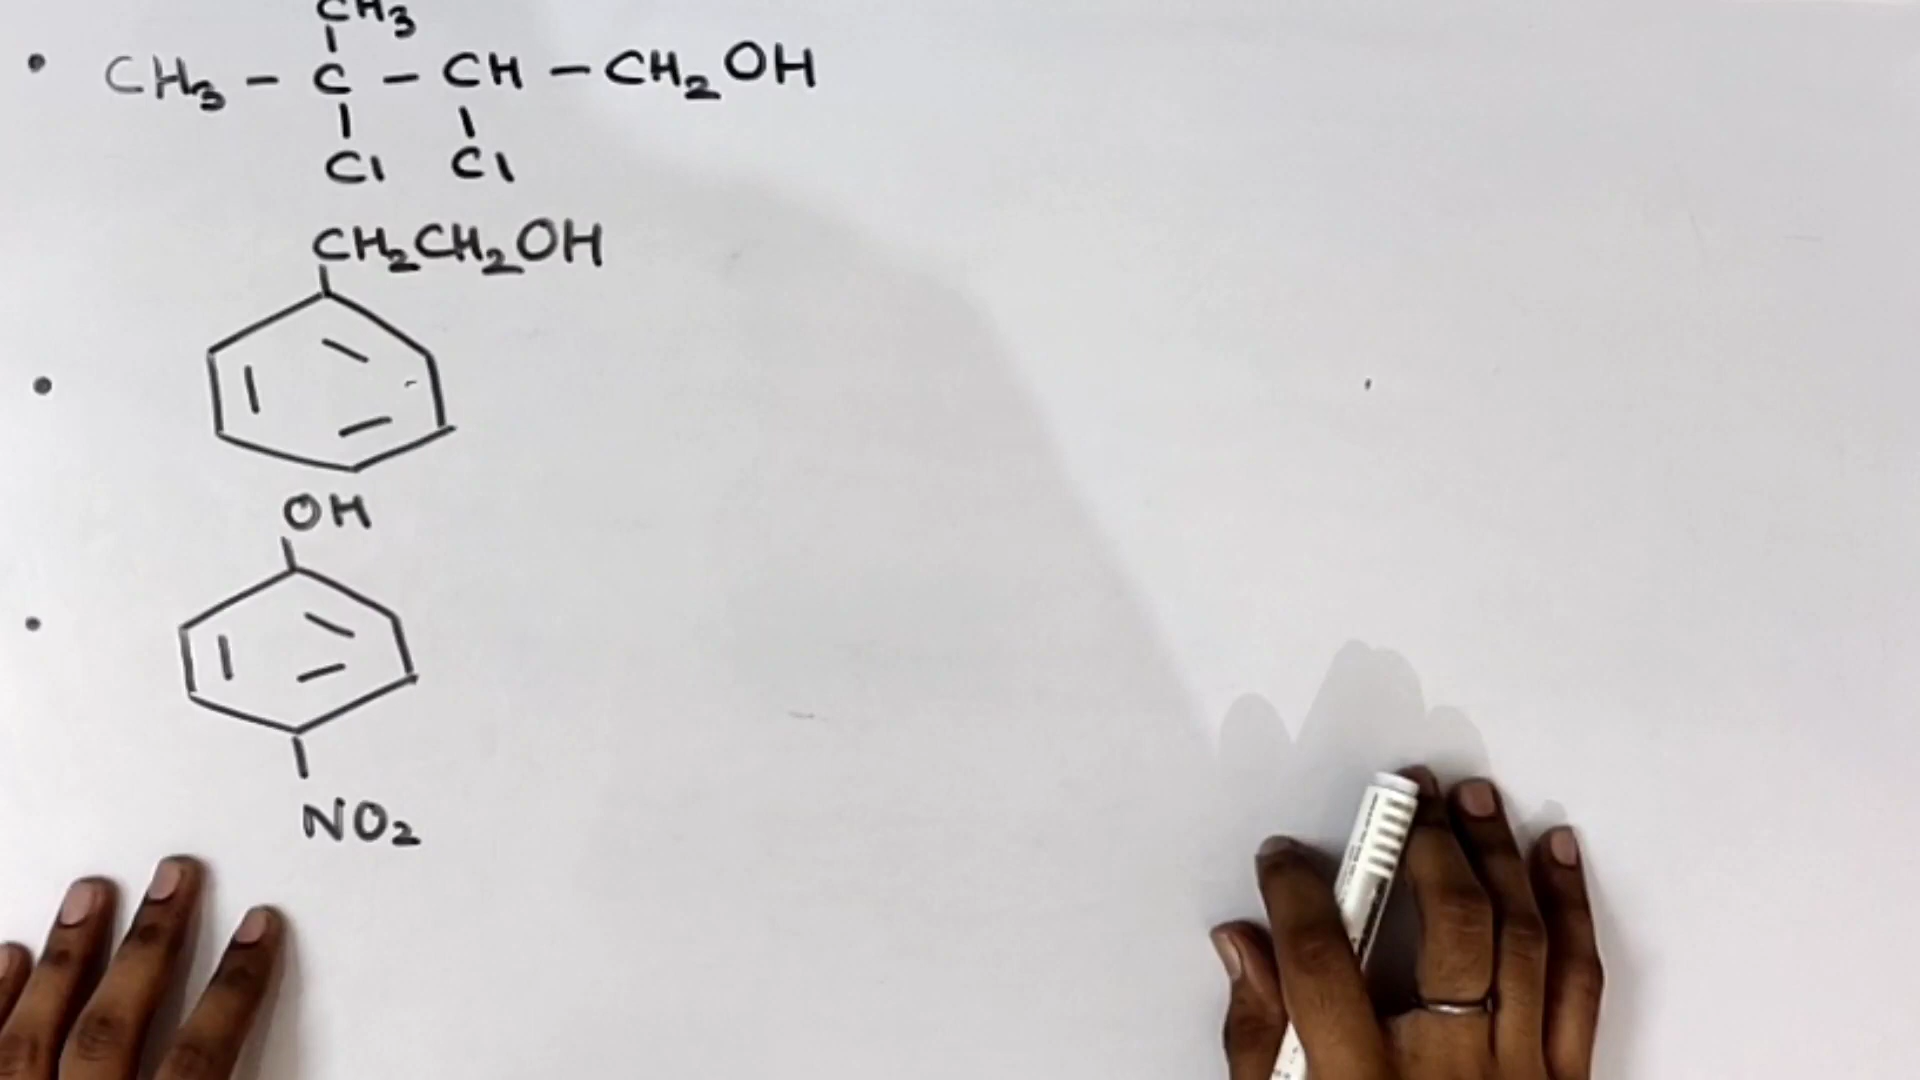 CH₃
CH₃ - C - CH - CH₂OH
Cl Cl
CH₂CH₂OH
OH
NO₂